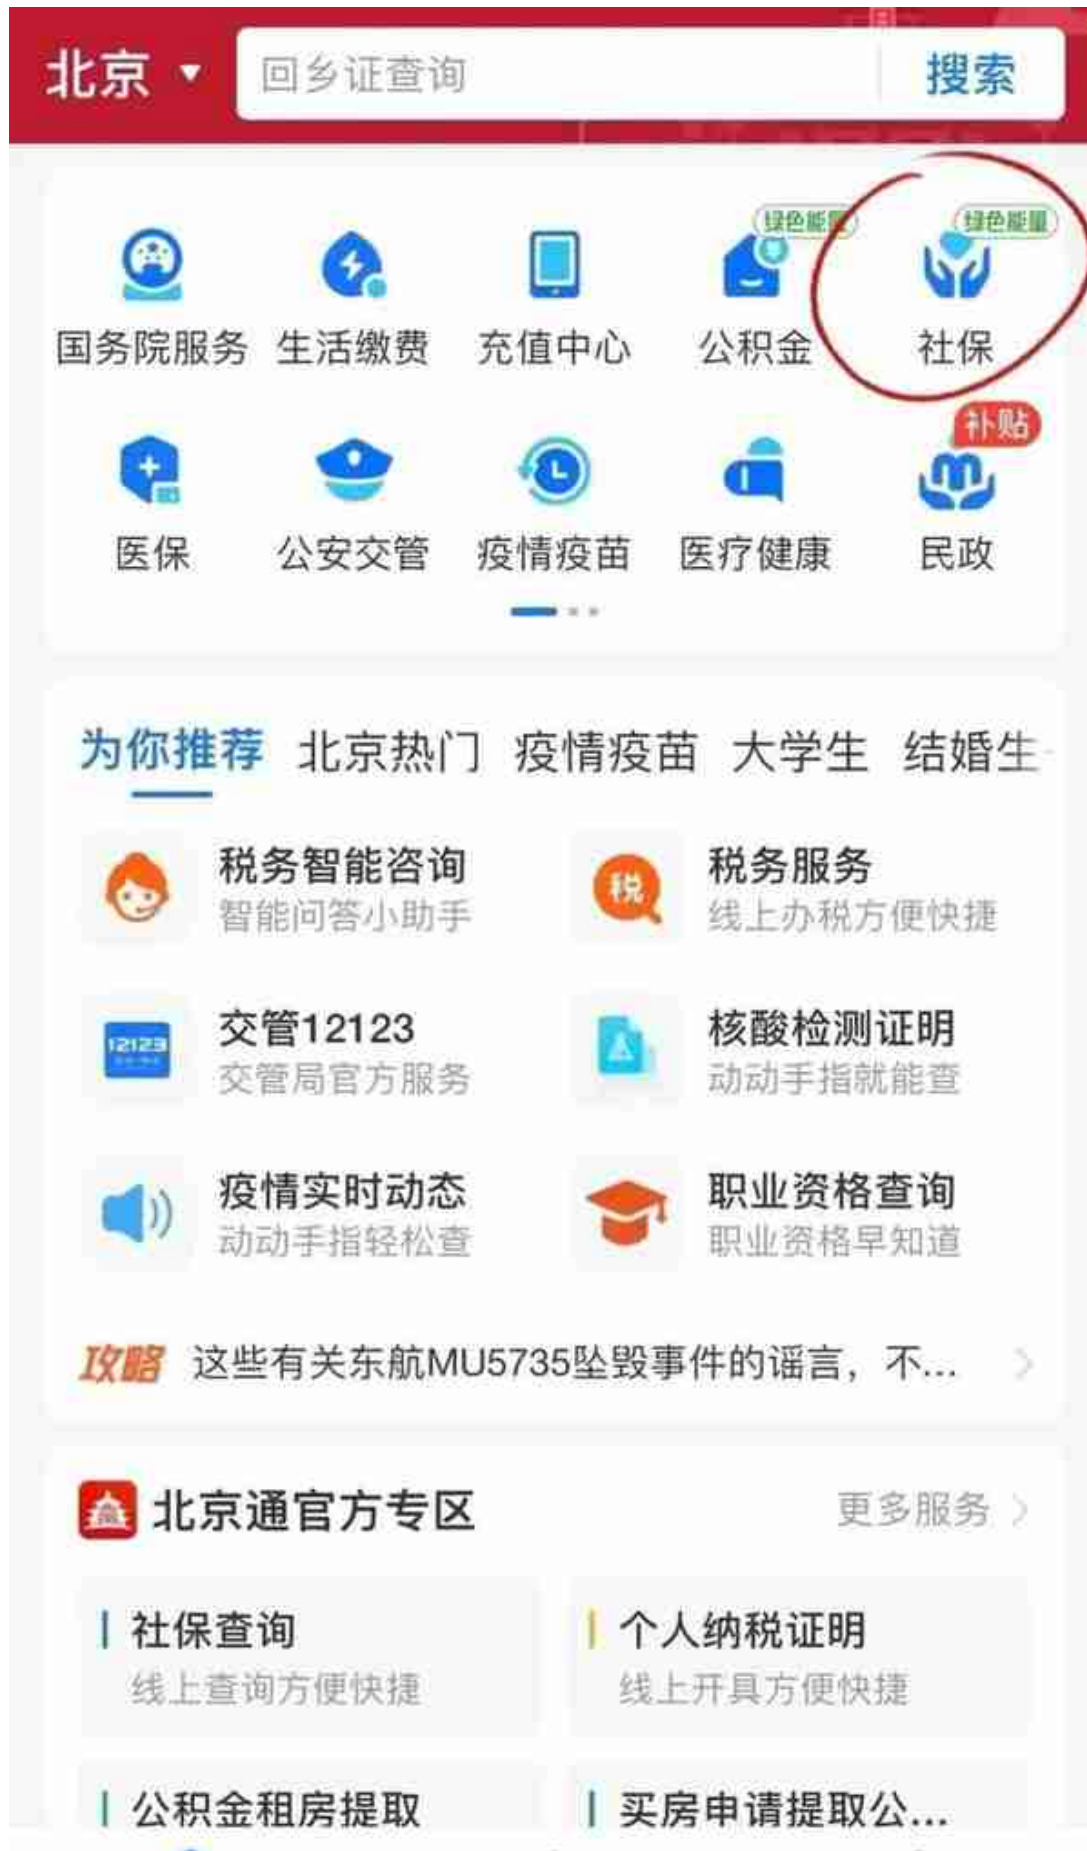 北京
回乡证查询
搜索
绿色能量
绿色能量
国务院服务 生活缴费 充值中心 公积金 社保
补贴
医保 公安交管 疫情疫苗 医疗健康 民政
为你推荐 北京热门 疫情疫苗 大学生 结婚生
税务智能咨询
智能问答小助手
税
税务服务
线上办税方便快捷
12123
交管12123
交管局官方服务
核酸检测证明
动动手指就能查
疫情实时动态
动动手指轻松查
职业资格查询
职业资格早知道
攻略 这些有关东航MU5735坠毁事件的谣言，不...
北京通官方专区
更多服务
社保查询
线上查询方便快捷
个人纳税证明
线上开具方便快捷
公积金租房提取
买房申请提取公...